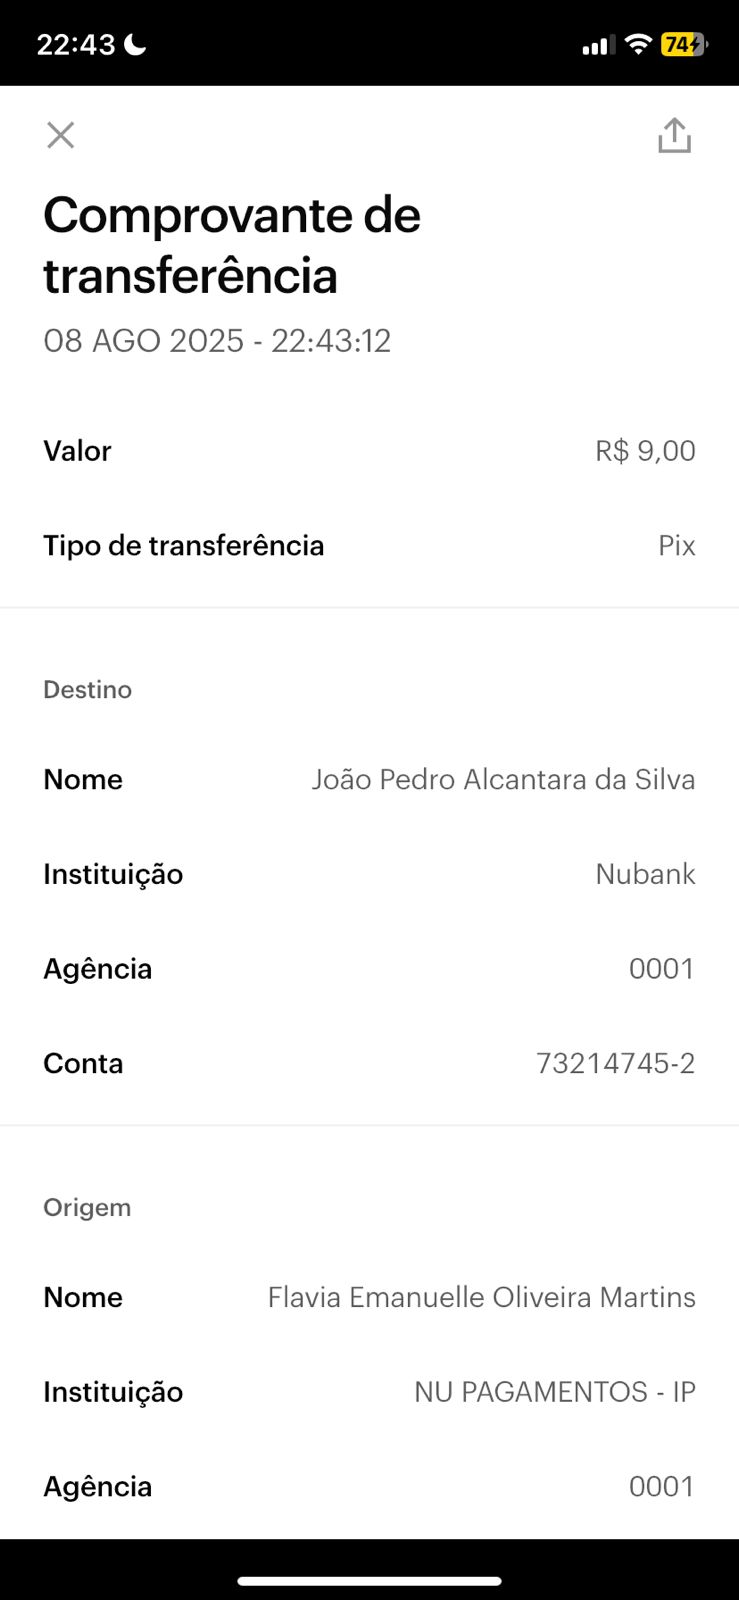 22:43
74
Comprovante de
transferência
08 AGO 2025 - 22:43:12
Valor R$ 9,00
Tipo de transferência Pix
Destino
Nome João Pedro Alcantara da Silva
Instituição Nubank
Agência 0001
Conta 73214745-2
Origem
Nome Flavia Emanuelle Oliveira Martins
Instituição NU PAGAMENTOS - IP
Agência 0001